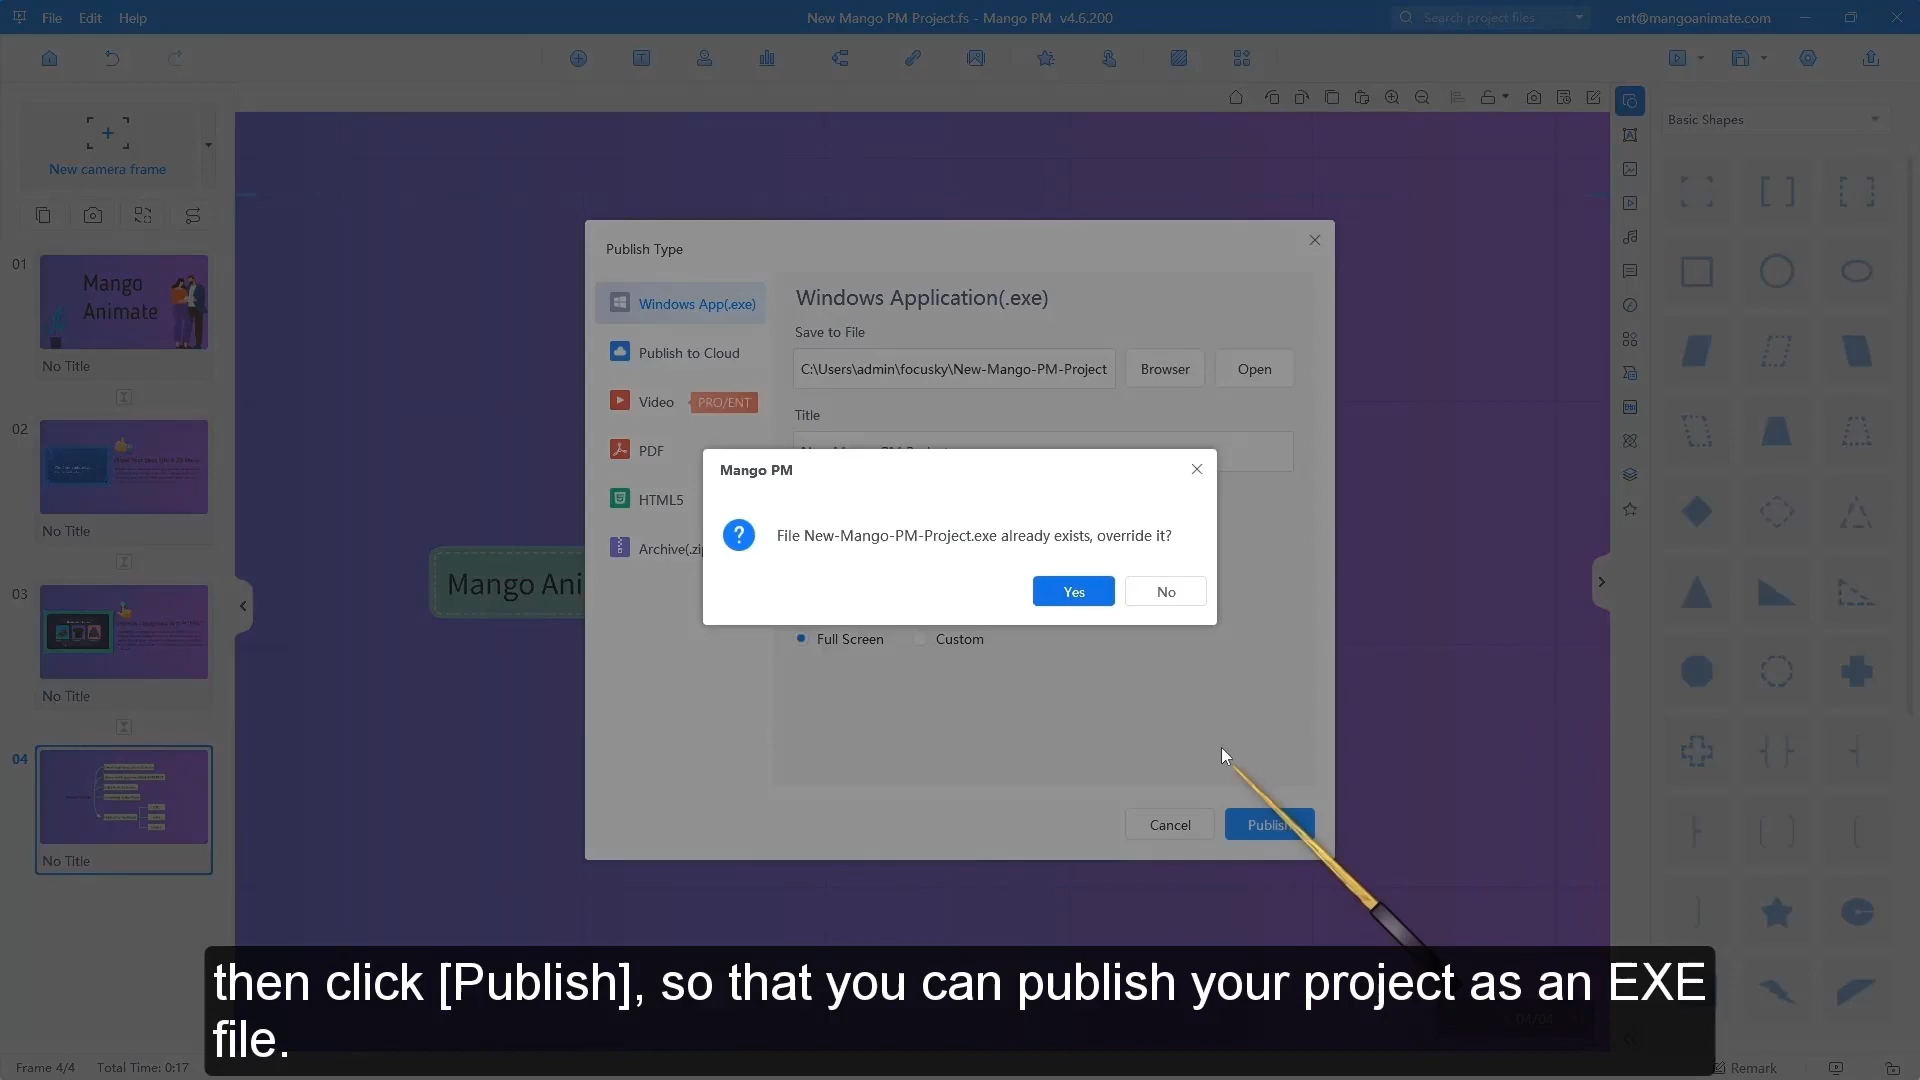 File Edit Help
New Mango PM Project.fs - Mango PM v4.6.200
Search project files
ent@mangoanimate.com
New camera frame
Basic Shapes
01
Mango
Animate
No Title
02
No Title
03
No Title
04
No Title
Mango Ani
Publish Type
Windows App(.exe)
Publish to Cloud
Video PRO/ENT
PDF
HTML5
Archive(.zip
Windows Application(.exe)
Save to File
C:\Users\admin\focusky\New-Mango-PM-Project
Browser
Open
Title
Mango PM
File New-Mango-PM-Project.exe already exists, override it?
Yes
No
Full Screen
Custom
Cancel
Publish
then click [Publish], so that you can publish your project as an EXE
file.
04/04
Frame 4/4 Total Time: 0:17
Remark